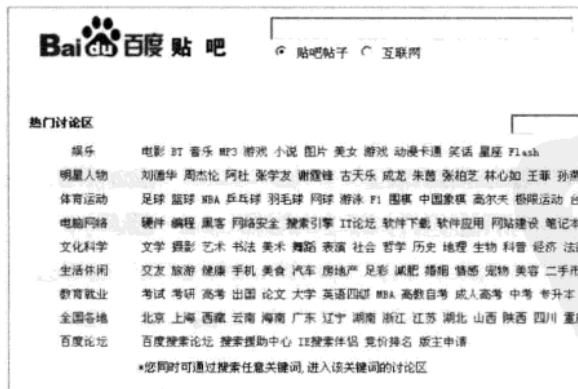 Bai du 百度 贴 吧
贴吧帖子 互联网
热门讨论区
娱乐 电影 BT 音乐 MP3 游戏 小说 图片 美女 游戏 动漫卡通 笑话 星座 Flash
明星人物 刘德华 周杰伦 阿杜 张学友 谢霆锋 古天乐 成龙 朱茵 张柏芝 林心如 王菲 孙燕
体育运动 足球 篮球 NBA 乒乓球 羽毛球 网球 游泳 F1 围棋 中国象棋 高尔夫 极限运动 台
电脑网络 硬件 编程 黑客 网络安全 搜索引擎 IT论坛 软件下载 软件应用 网站建设 笔记本
文化科学 文学 摄影 艺术 书法 美术 舞蹈 表演 社会 哲学 历史 地理 生物 科普 经济 法
生活休闲 交友 旅游 健康 手机 美食 汽车 房地产 足彩 减肥 婚姻 情感 宠物 美容 二手市
教育就业 考试 考研 高考 出国 论文 大学 英语四级 MBA 高教自考 成人高考 中考 专升本
全国各地 北京 上海 西藏 云南 海南 广东 辽宁 湖南 浙江 江苏 湖北 山西 陕西 四川 重
百度论坛 百度搜索论坛 搜索援助中心 IE搜索伴侣 竞价排名 版主申请
*您同时可通过搜索任意关键词,进入该关键词的讨论区